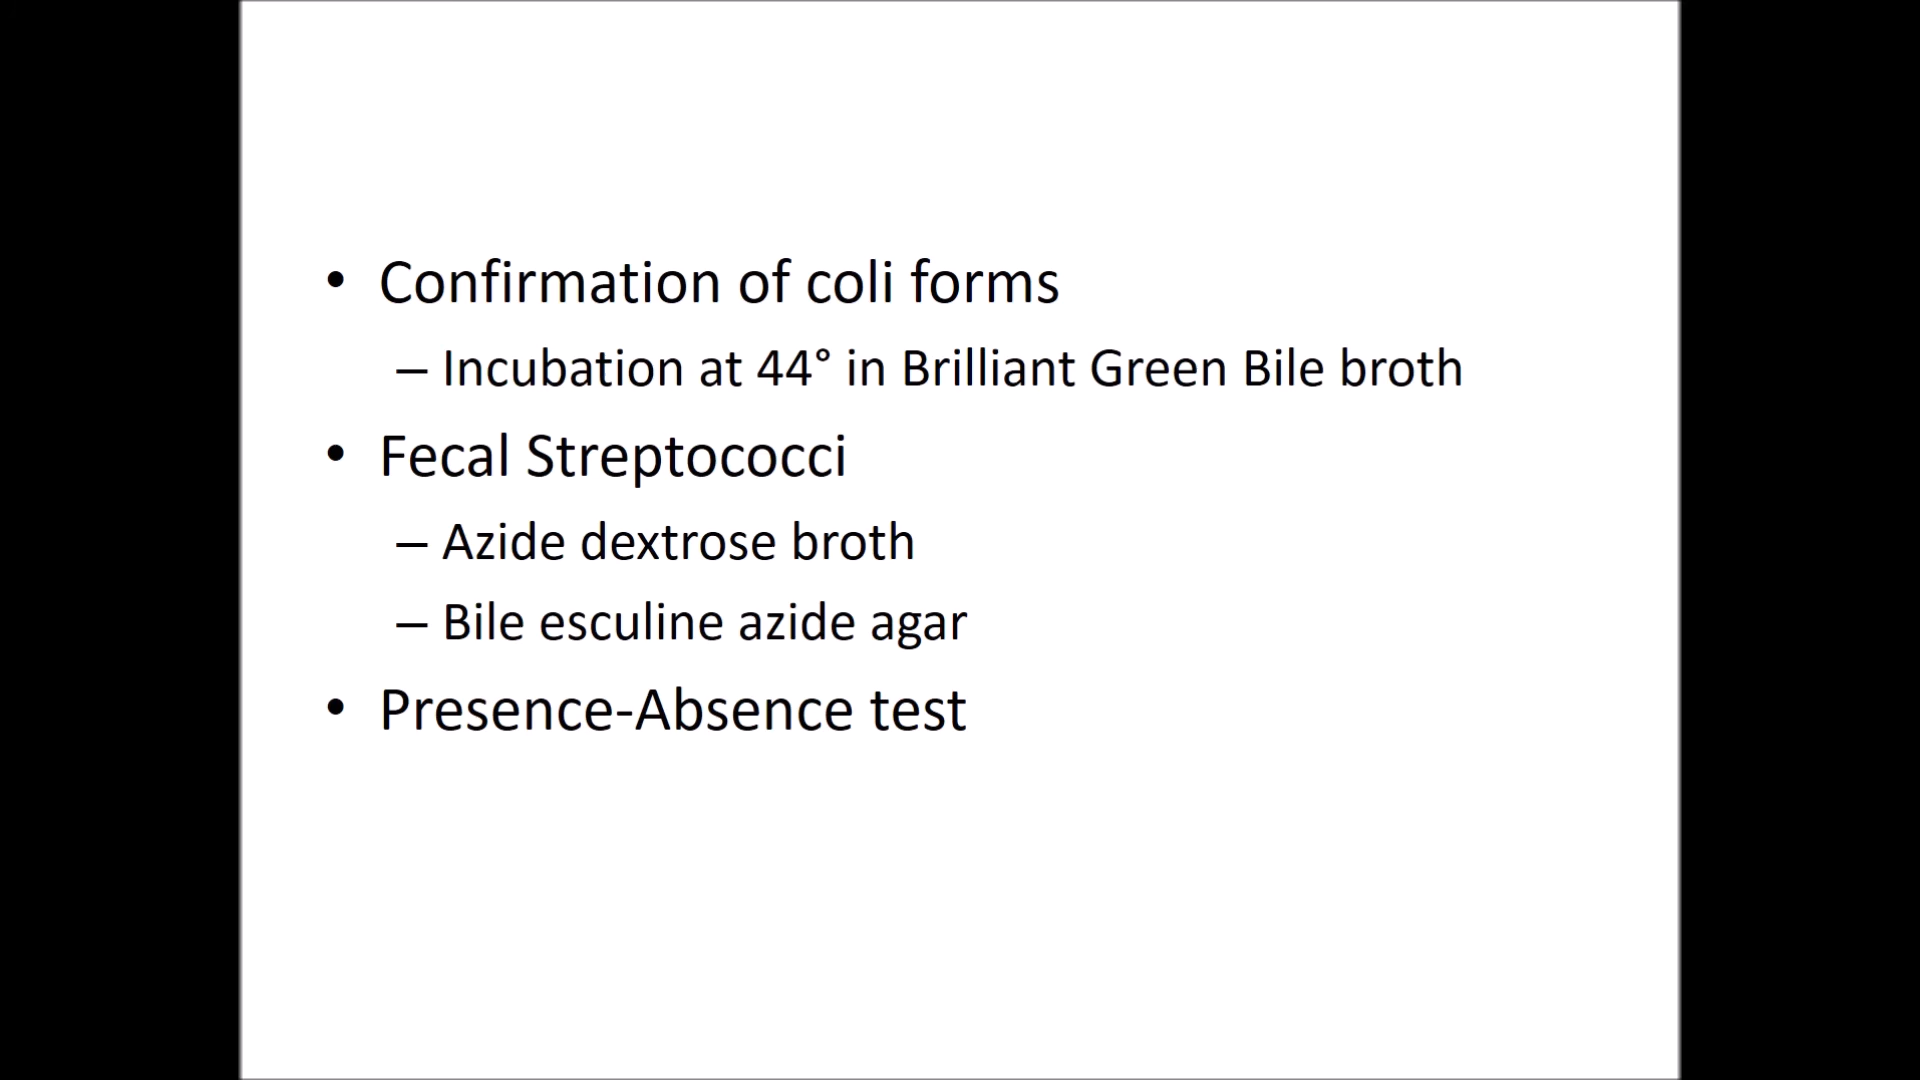 • Confirmation of coli forms
– Incubation at 44° in Brilliant Green Bile broth
• Fecal Streptococci
– Azide dextrose broth
– Bile esculine azide agar
• Presence-Absence test